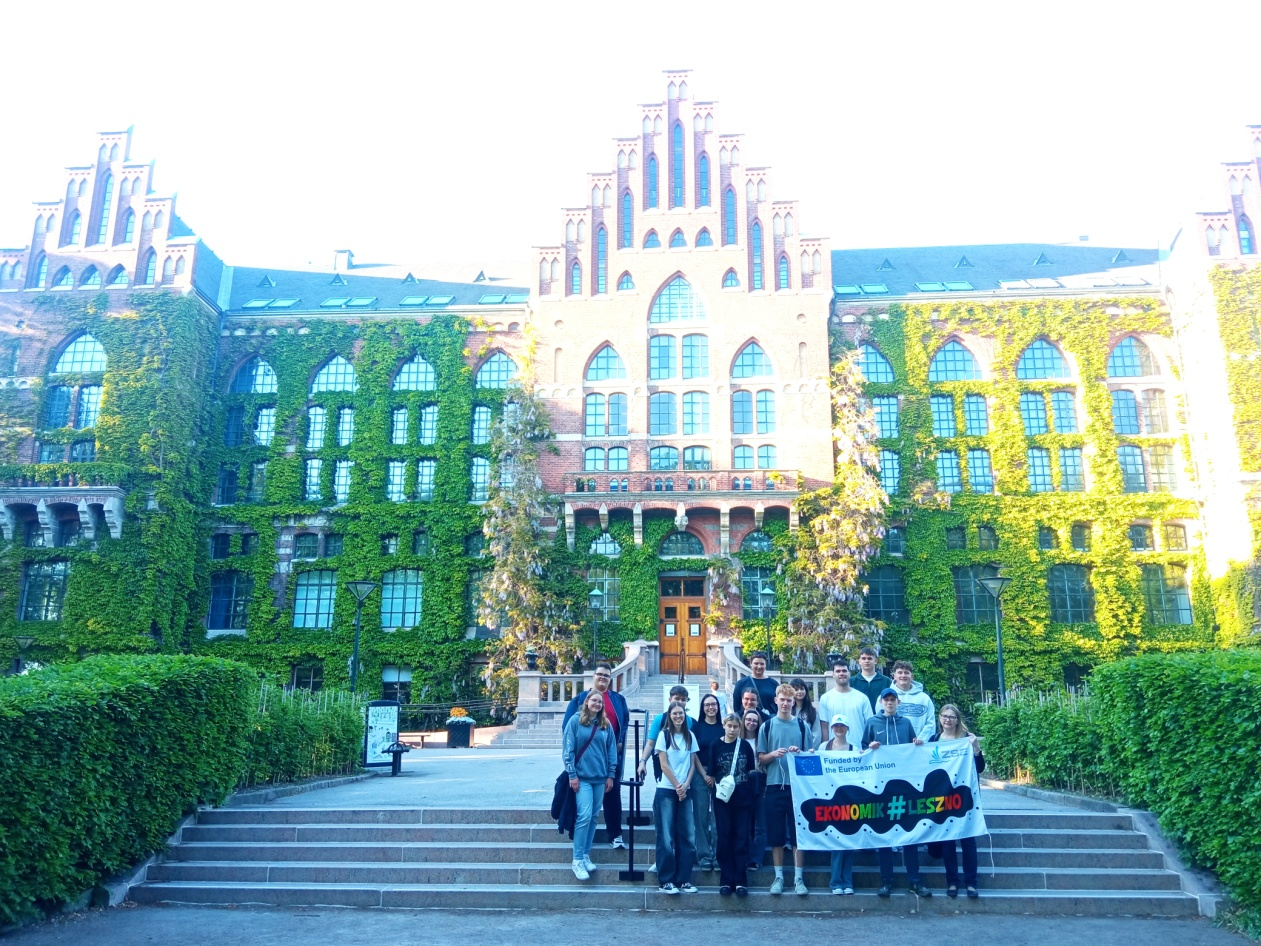 Funded by
the European Union
ZSE
EKONOMIK#LESZNO